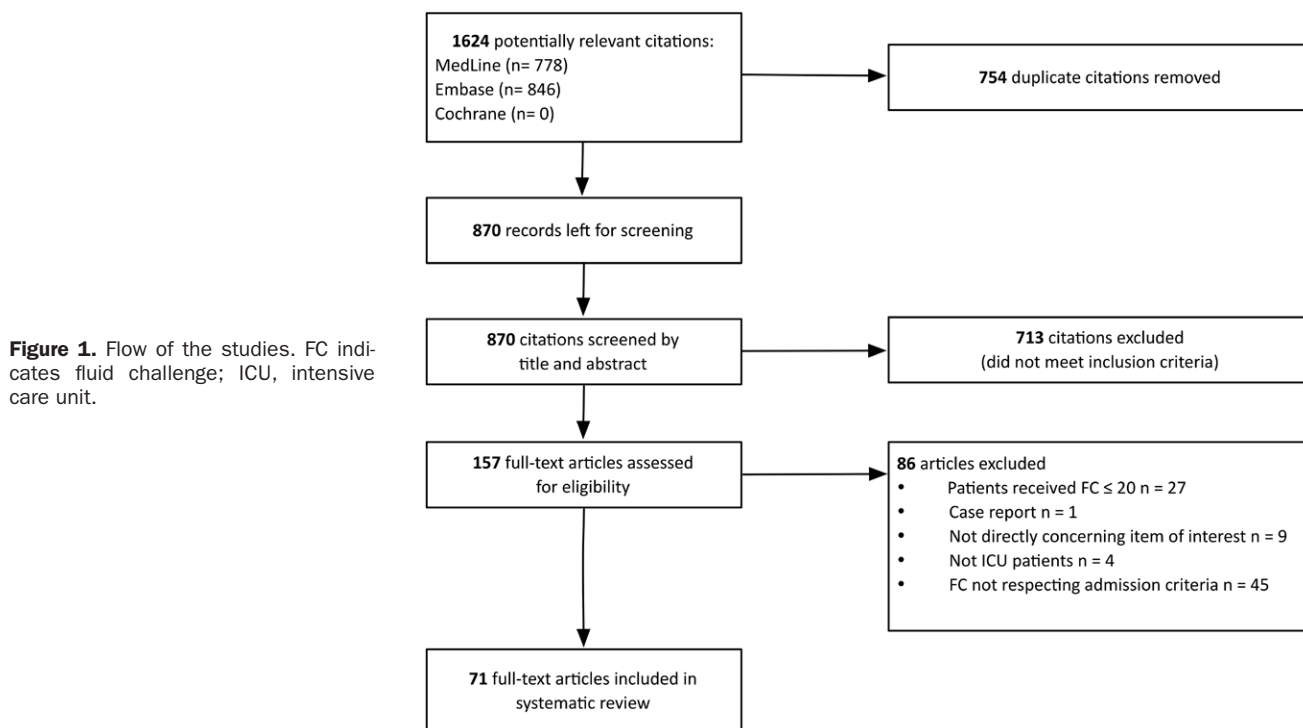 1624 potentially relevant citations:
MedLine (n= 778)
Embase (n= 846)
Cochrane (n= 0)
754 duplicate citations removed
870 records left for screening
870 citations screened by
title and abstract
713 citations excluded
(did not meet inclusion criteria)
Figure 1. Flow of the studies. FC indi-
cates fluid challenge; ICU, intensive
care unit.
157 full-text articles assessed
for eligibility
86 articles excluded
• Patients received FC ≤ 20 n = 27
• Case report n = 1
• Not directly concerning item of interest n = 9
• Not ICU patients n = 4
• FC not respecting admission criteria n = 45
71 full-text articles included in
systematic review